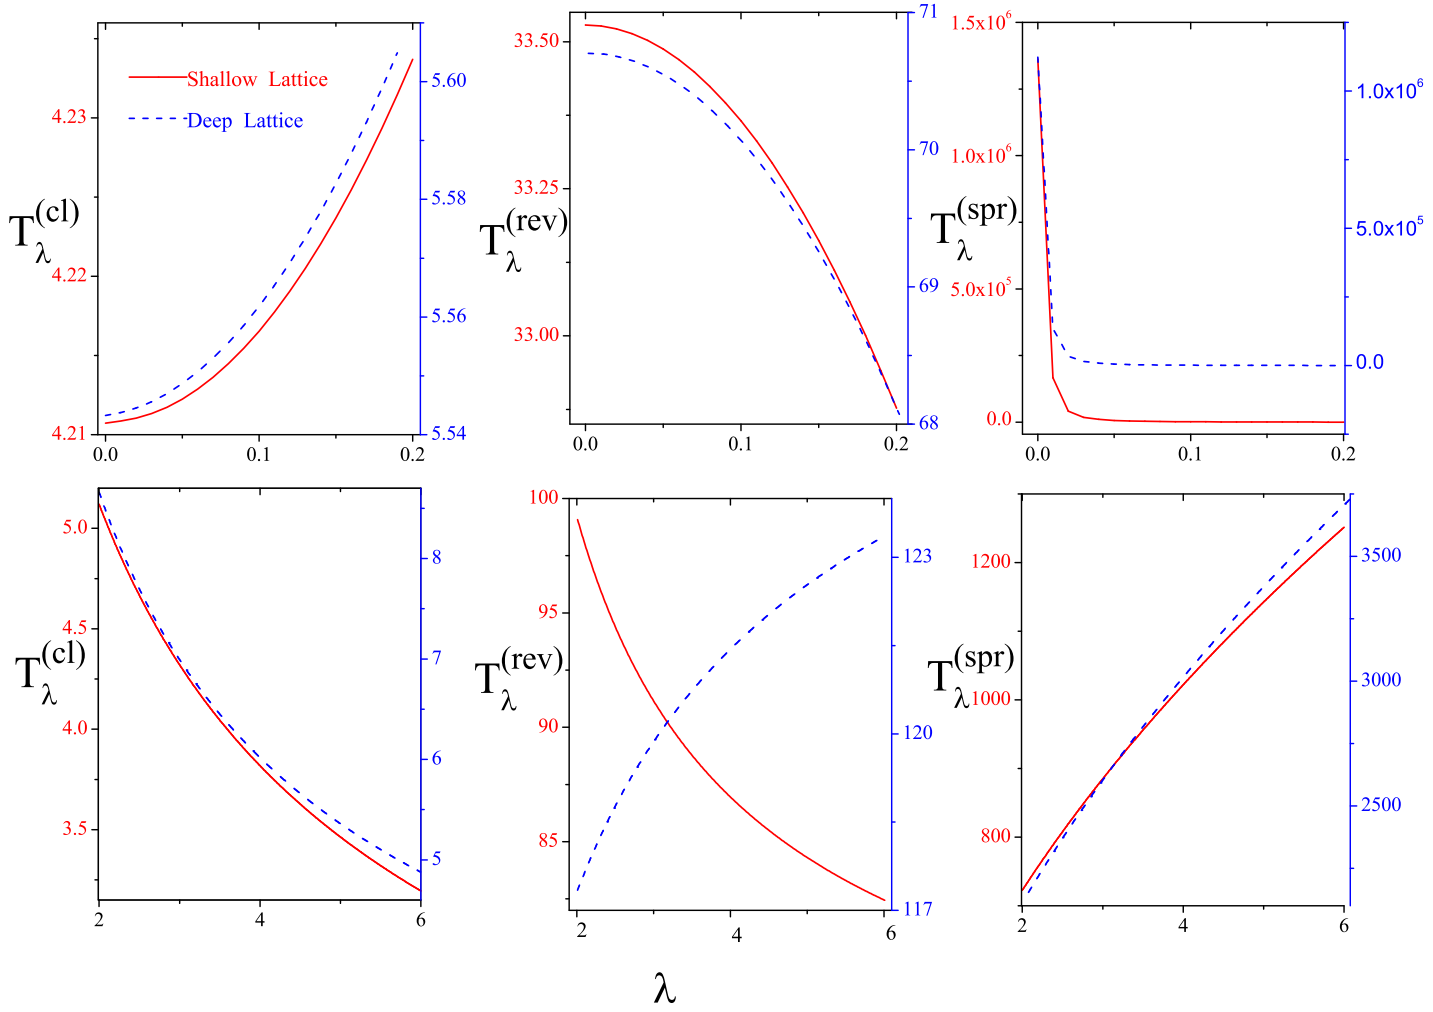 Shallow Lattice
Deep Lattice
T_λ^(cl)
4.23
4.22
4.21
5.60
5.58
5.56
5.54
0.0 0.1 0.2
T_λ^(rev)
33.50
33.25
33.00
71
70
69
68
0.0 0.1 0.2
T_λ^(spr)
1.5x10^6
1.0x10^6
5.0x10^5
0.0
1.0x10^6
5.0x10^5
0.0
0.0 0.1 0.2
T_λ^(cl)
5.0
4.5
4.0
3.5
8
7
6
5
2 4 6
T_λ^(rev)
100
95
90
85
123
120
117
2 4 6
T_λ^(spr)
1200
1000
800
3500
3000
2500
2 4 6
λ